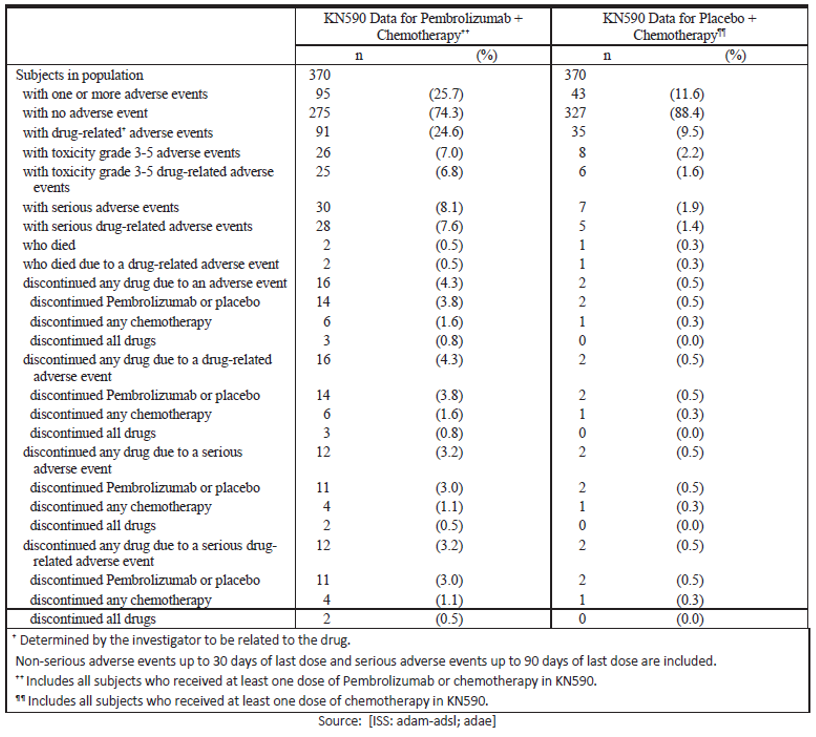 KN590 Data for Pembrolizumab + KN590 Data for Placebo +
Chemotherapy†† Chemotherapy¶¶
n (%) n (%)
Subjects in population 370 370
with one or more adverse events 95 (25.7) 43 (11.6)
with no adverse event 275 (74.3) 327 (88.4)
with drug-related† adverse events 91 (24.6) 35 (9.5)
with toxicity grade 3-5 adverse events 26 (7.0) 8 (2.2)
with toxicity grade 3-5 drug-related adverse 25 (6.8) 6 (1.6)
events
with serious adverse events 30 (8.1) 7 (1.9)
with serious drug-related adverse events 28 (7.6) 5 (1.4)
who died 2 (0.5) 1 (0.3)
who died due to a drug-related adverse event 2 (0.5) 1 (0.3)
discontinued any drug due to an adverse event 16 (4.3) 2 (0.5)
discontinued Pembrolizumab or placebo 14 (3.8) 2 (0.5)
discontinued any chemotherapy 6 (1.6) 1 (0.3)
discontinued all drugs 3 (0.8) 0 (0.0)
discontinued any drug due to a drug-related 16 (4.3) 2 (0.5)
adverse event
discontinued Pembrolizumab or placebo 14 (3.8) 2 (0.5)
discontinued any chemotherapy 6 (1.6) 1 (0.3)
discontinued all drugs 3 (0.8) 0 (0.0)
discontinued any drug due to a serious 12 (3.2) 2 (0.5)
adverse event
discontinued Pembrolizumab or placebo 11 (3.0) 2 (0.5)
discontinued any chemotherapy 4 (1.1) 1 (0.3)
discontinued all drugs 2 (0.5) 0 (0.0)
discontinued any drug due to a serious drug- 12 (3.2) 2 (0.5)
related adverse event
discontinued Pembrolizumab or placebo 11 (3.0) 2 (0.5)
discontinued any chemotherapy 4 (1.1) 1 (0.3)
discontinued all drugs 2 (0.5) 0 (0.0)
† Determined by the investigator to be related to the drug.
Non-serious adverse events up to 30 days of last dose and serious adverse events up to 90 days of last dose are included.
†† Includes all subjects who received at least one dose of Pembrolizumab or chemotherapy in KN590.
¶¶ Includes all subjects who received at least one dose of chemotherapy in KN590.
Source: [ISS: adam-adsl; adae]